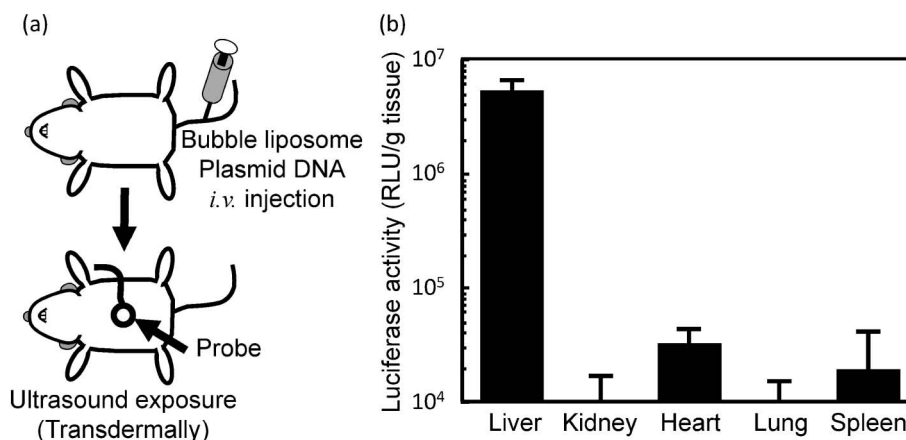 (a)
Bubble liposome
Plasmid DNA
i.v. injection
Probe
Ultrasound exposure
(Transdermally)
(b)
Luciferase activity (RLU/g tissue)
10⁷
10⁶
10⁵
10⁴
Liver Kidney Heart Lung Spleen